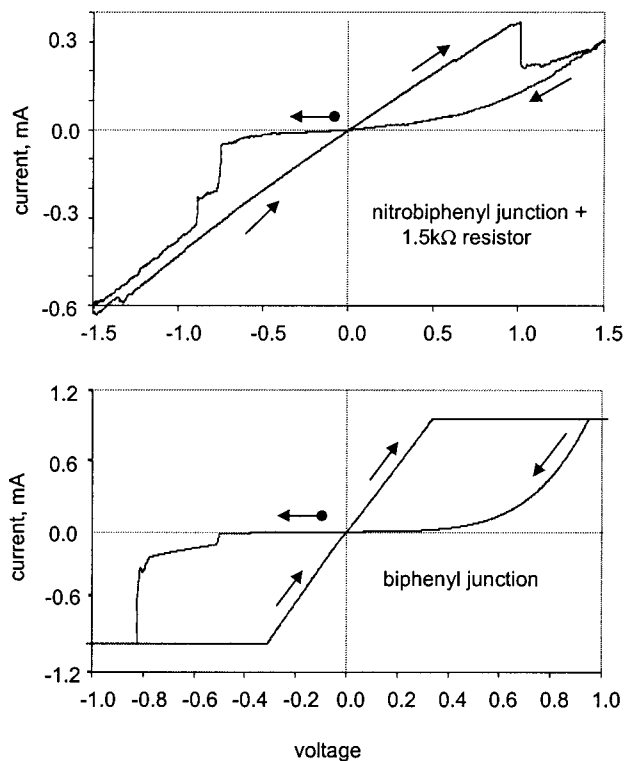 0.3
0.0
-0.3
-0.6
current, mA
nitrobiphenyl junction +
1.5kΩ resistor
-1.5 -1.0 -0.5 0.0 0.5 1.0 1.5
1.2
0.6
0.0
-0.6
-1.2
current, mA
biphenyl junction
-1.0 -0.8 -0.6 -0.4 -0.2 0.0 0.2 0.4 0.6 0.8 1.0
voltage